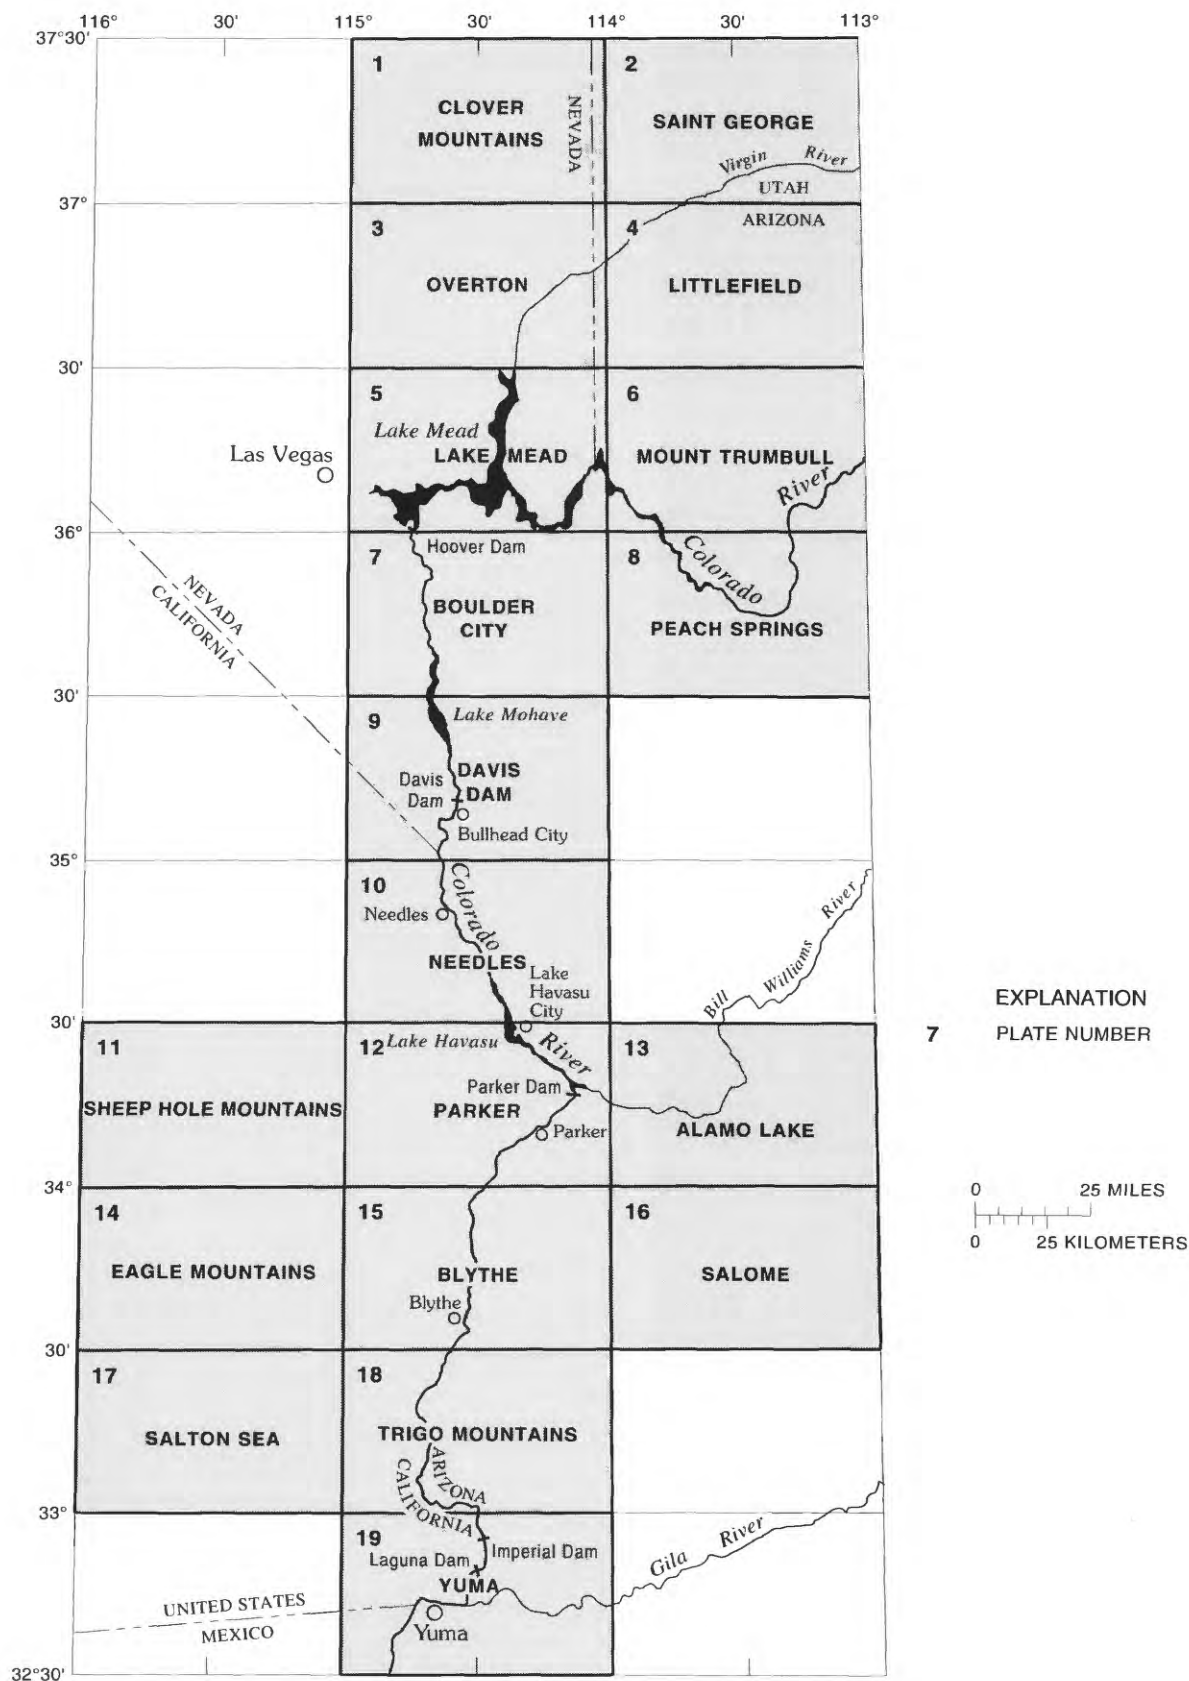 116° 30' 115° 30' 114° 30' 113°
37°30'
1
2
CLOVER
MOUNTAINS
NEVADA
SAINT GEORGE
Virgin River
UTAH
37°
ARIZONA
3
4
OVERTON
LITTLEFIELD
30'
5
6
Lake Mead
Las Vegas
LAKE MEAD
MOUNT TRUMBULL
River
36°
7
Hoover Dam
8
Colorado
NEVADA
CALIFORNIA
BOULDER
CITY
PEACH SPRINGS
30'
9
Lake Mohave
DAVIS
DAM
Davis
Dam
Bullhead City
35°
10
Colorado
Needles
NEEDLES
Lake
Havasu
City
Bill Williams River
EXPLANATION
7 PLATE NUMBER
30'
11
12
Lake Havasu
River
13
SHEEP HOLE MOUNTAINS
Parker Dam
PARKER
Parker
ALAMO LAKE
34°
0 25 MILES
0 25 KILOMETERS
14
15
16
EAGLE MOUNTAINS
BLYTHE
SALOME
Blythe
30'
17
18
SALTON SEA
TRIGO MOUNTAINS
ARIZONA
CALIFORNIA
33°
19
Imperial Dam
Laguna Dam
YUMA
Gila River
UNITED STATES
MEXICO
Yuma
32°30'